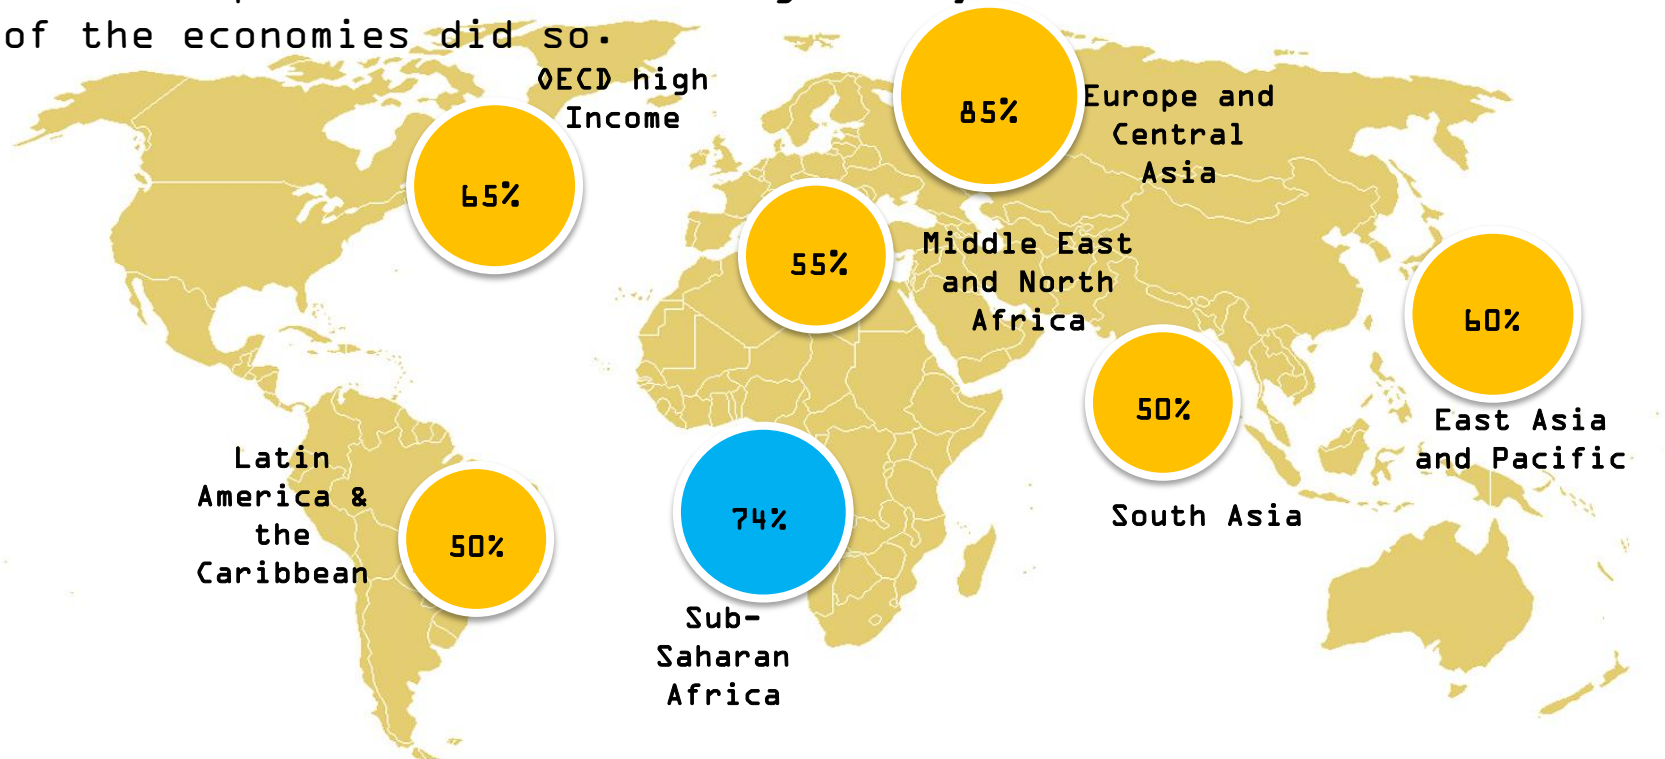 of the economies did so.
OECD high
Income
65%
85%
Europe and
Central
Asia
55%
Middle East
and North
Africa
60%
East Asia
and Pacific
50%
South Asia
Latin
America &
the
Caribbean
50%
74%
Sub-
Saharan
Africa